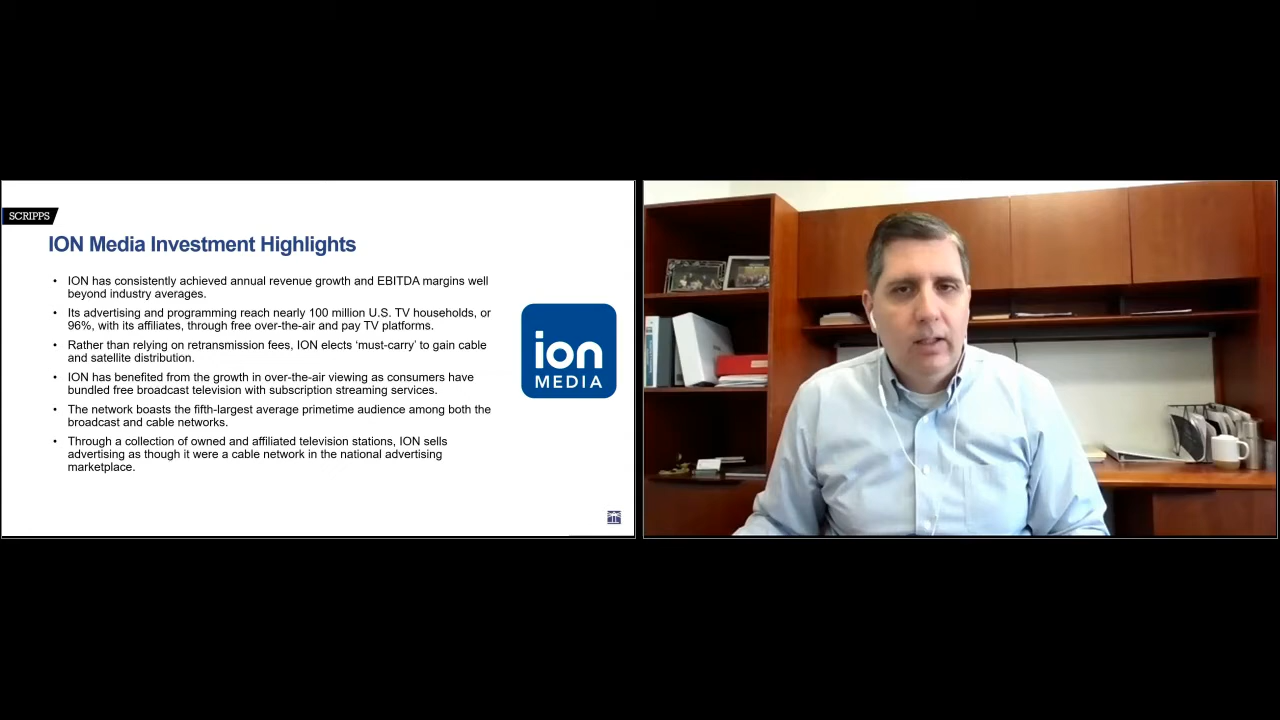 SCRIPPS
ION Media Investment Highlights
• ION has consistently achieved annual revenue growth and EBITDA margins well
beyond industry averages.
• Its advertising and programming reach nearly 100 million U.S. TV households, or
96%, with its affiliates, through free over-the-air and pay TV platforms.
• Rather than relying on retransmission fees, ION elects ‘must-carry’ to gain cable
and satellite distribution.
• ION has benefited from the growth in over-the-air viewing as consumers have
bundled free broadcast television with subscription streaming services.
• The network boasts the fifth-largest average primetime audience among both the
broadcast and cable networks.
• Through a collection of owned and affiliated television stations, ION sells
advertising as though it were a cable network in the national advertising
marketplace.
ion
MEDIA